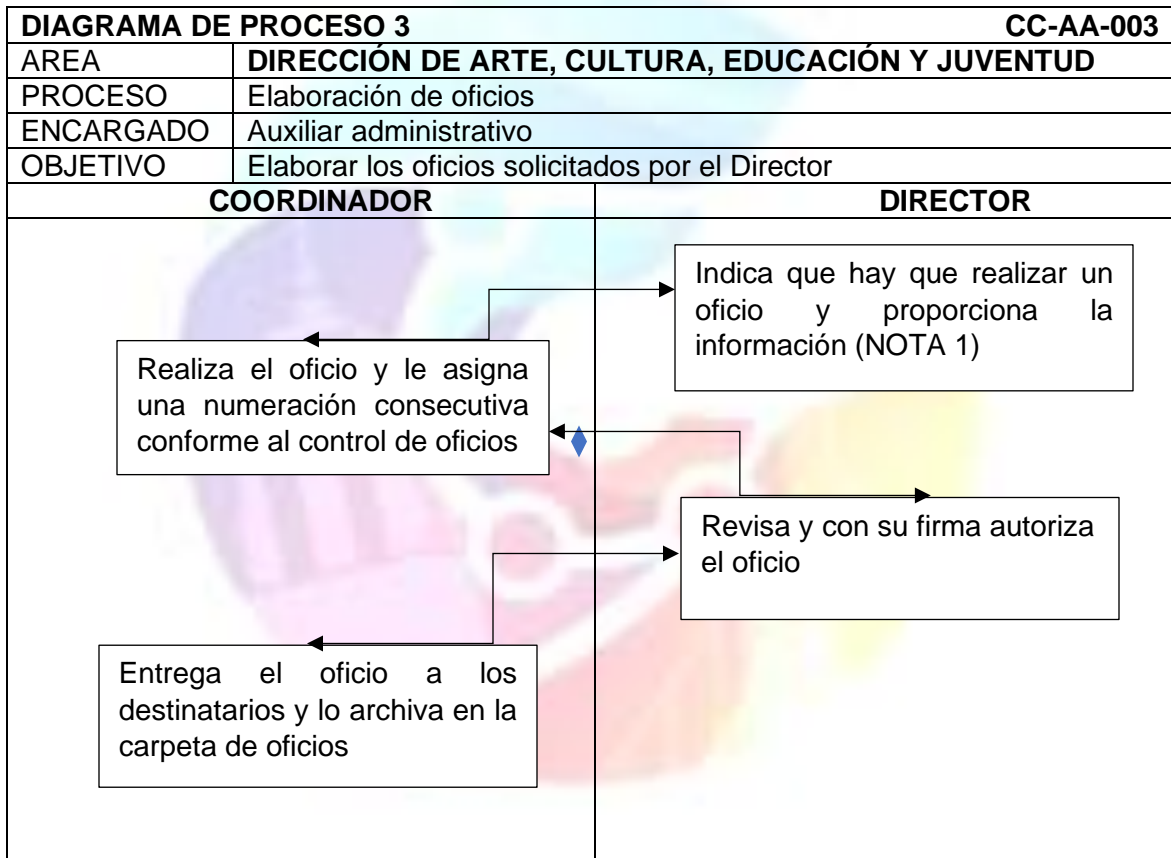 DIAGRAMA DE PROCESO 3 CC-AA-003
AREA DIRECCIÓN DE ARTE, CULTURA, EDUCACIÓN Y JUVENTUD
PROCESO Elaboración de oficios
ENCARGADO Auxiliar administrativo
OBJETIVO Elaborar los oficios solicitados por el Director
COORDINADOR DIRECTOR
Indica que hay que realizar un
oficio y proporciona la
información (NOTA 1)
Realiza el oficio y le asigna
una numeración consecutiva
conforme al control de oficios
Revisa y con su firma autoriza
el oficio
Entrega el oficio a los
destinatarios y lo archiva en la
carpeta de oficios